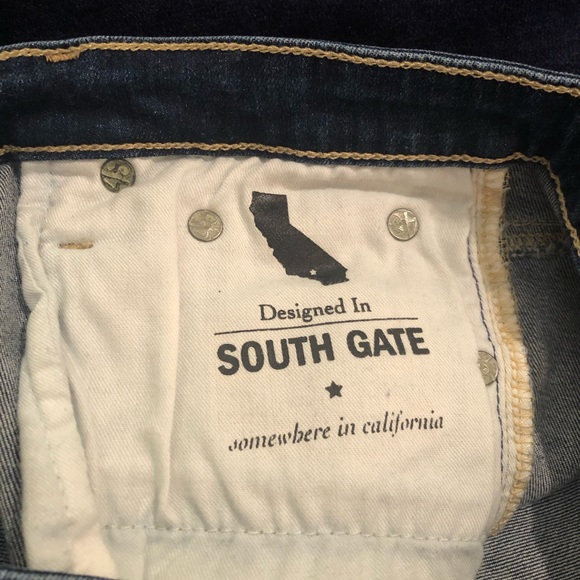 Designed In
SOUTH GATE
somewhere in california